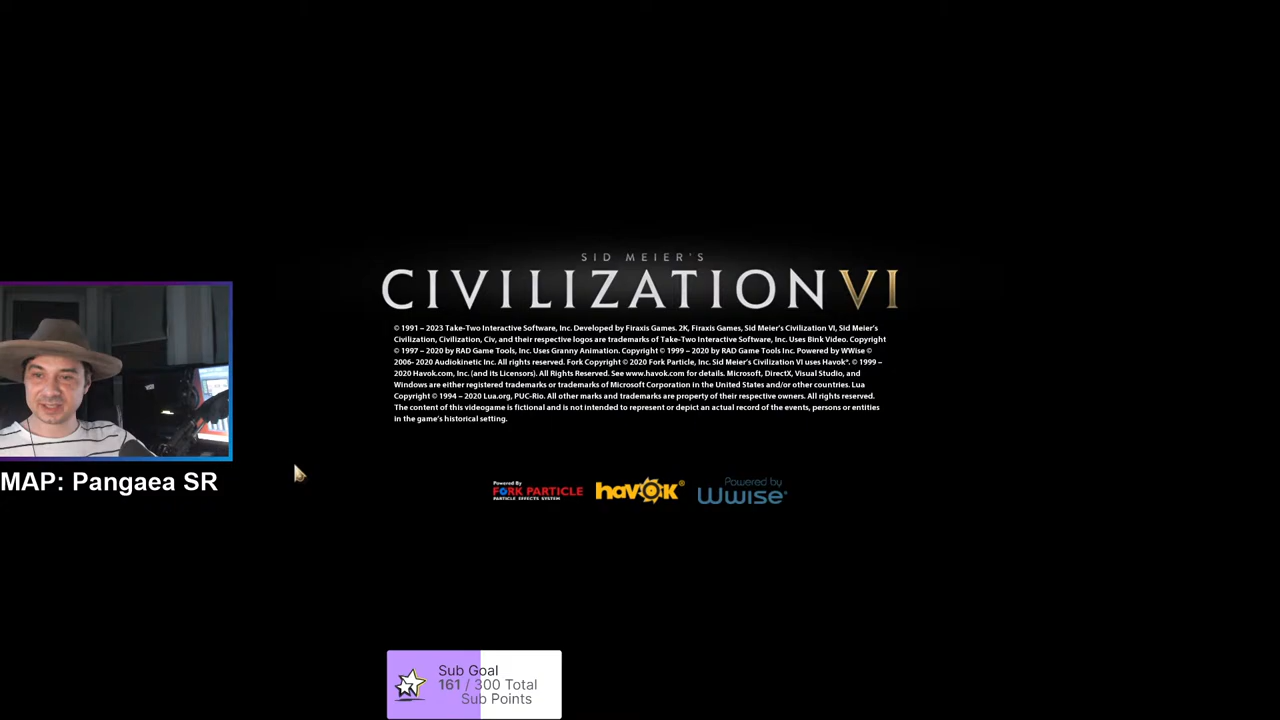 SID MEIER'S
CIVILIZATION VI
© 1991 – 2023 Take-Two Interactive Software, Inc. Developed by Firaxis Games. 2K, Firaxis Games, Sid Meier's Civilization VI, Sid Meier's
Civilization, Civilization, Civ, and their respective logos are trademarks of Take-Two Interactive Software, Inc. Uses Bink Video. Copyright
© 1997 – 2020 by RAD Game Tools, Inc. Uses Granny Animation. Copyright © 1999 – 2020 by RAD Game Tools Inc. Powered by WWise ©
2006- 2020 Audiokinetic Inc. All rights reserved. Fork Copyright © 2020 Fork Particle, Inc. Sid Meier's Civilization VI uses Havok®. © 1999 –
2020 Havok.com, Inc. (and its Licensors). All Rights Reserved. See www.havok.com for details. Microsoft, DirectX, Visual Studio, and
Windows are either registered trademarks or trademarks of Microsoft Corporation in the United States and/or other countries. Lua
Copyright © 1994 – 2020 Lua.org, PUC-Rio. All other marks and trademarks are property of their respective owners. All rights reserved.
The content of this videogame is fictional and is not intended to represent or depict an actual record of the events, persons or entities
in the game's historical setting.
MAP: Pangaea SR
Powered By
FORK PARTICLE
PARTICLE EFFECTS SYSTEM
havok®
Powered by
Wwise®
Sub Goal
161 / 300 Total
Sub Points